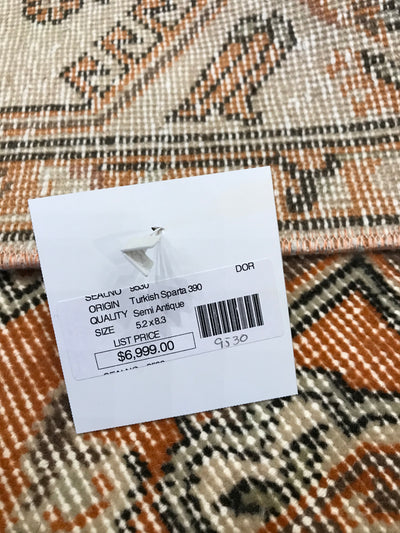 DOR
SEALNO 9530
ORIGIN Turkish Sparta 390
QUALITY Semi Antique
SIZE 5.2 x 8.3
LIST PRICE
$6,999.00
9530